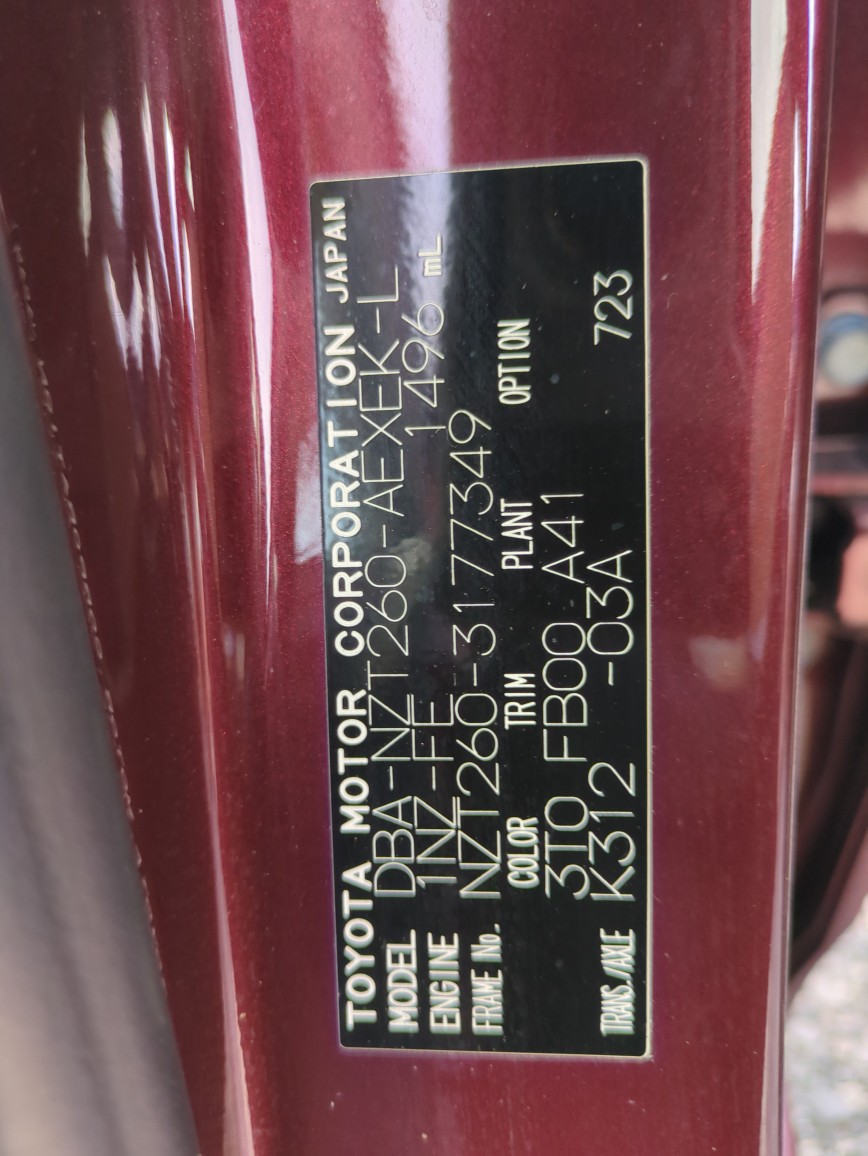 TOYOTA MOTOR CORPORATION JAPAN
MODEL DBA-NZT260-AEXEK-L
ENGINE 1NZ-FE 1496 mL
FRAME No. NZT260-3177349
COLOR TRIM PLANT OPTION
3T0 FB00 A41
TRANS./AXLE K312 -03A 723